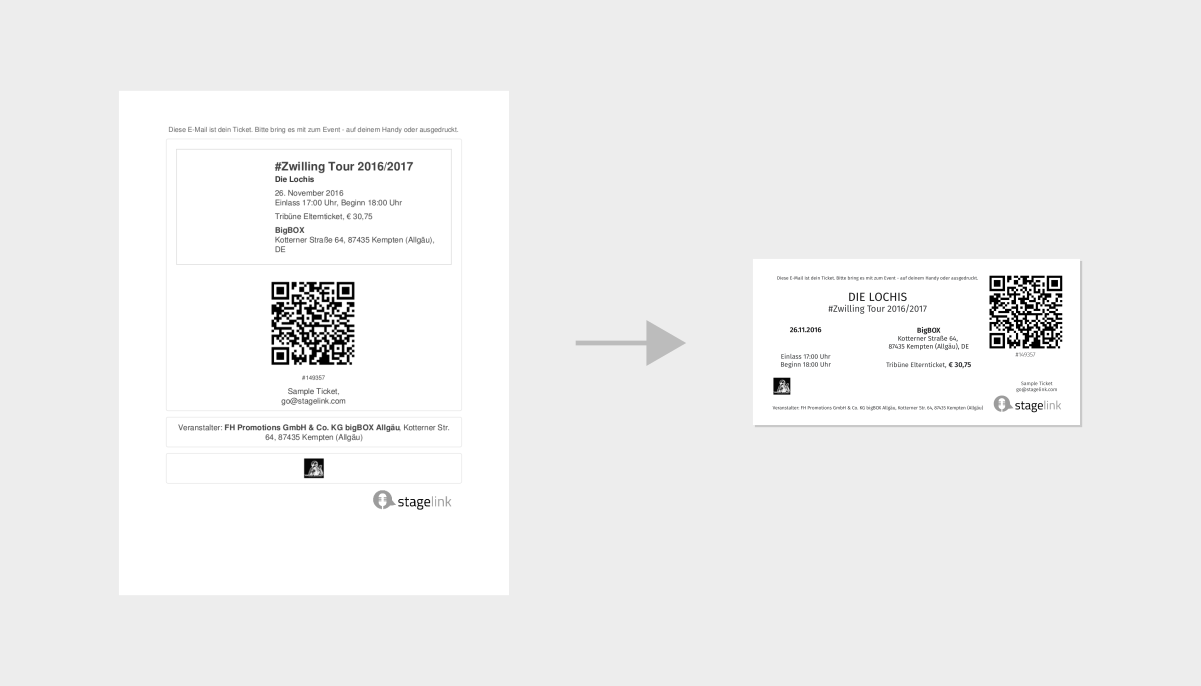 Diese E-Mail ist dein Ticket. Bitte bring es mit zum Event - auf deinem Handy oder ausgedruckt.
#Zwilling Tour 2016/2017
Die Lochis
26. November 2016
Einlass 17:00 Uhr, Beginn 18:00 Uhr
Tribüne Elternticket, € 30,75
BigBOX
Kotterner Straße 64, 87435 Kempten (Allgäu),
DE
#149357
Sample Ticket,
go@stagelink.com
Veranstalter: FH Promotions GmbH & Co. KG bigBOX Allgäu, Kotterner Str.
64, 87435 Kempten (Allgäu)
stagelink
Diese E-Mail ist dein Ticket. Bitte bring es mit zum Event - auf deinem Handy oder ausgedruckt.
DIE LOCHIS
#Zwilling Tour 2016/2017
26.11.2016
BigBOX
Kotterner Straße 64,
87435 Kempten (Allgäu), DE
Einlass 17:00 Uhr
Beginn 18:00 Uhr
Tribüne Elternticket, € 30,75
#149357
Sample Ticket
go@stagelink.com
Veranstalter: FH Promotions GmbH & Co. KG bigBOX Allgäu, Kotterner Str. 64, 87435 Kempten (Allgäu)
stagelink